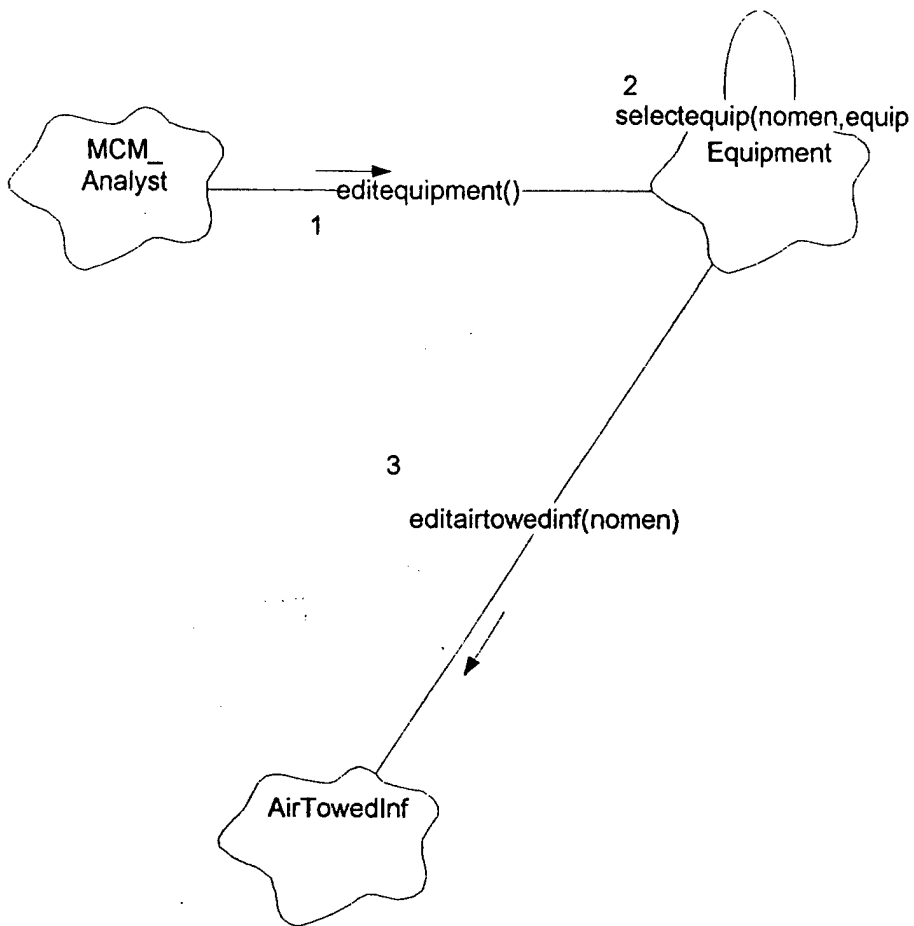 2
selectequip(nomen,equip
MCM_
Analyst
Equipment
editequipment()
1
3
editairtowedinf(nomen)
AirTowedInf